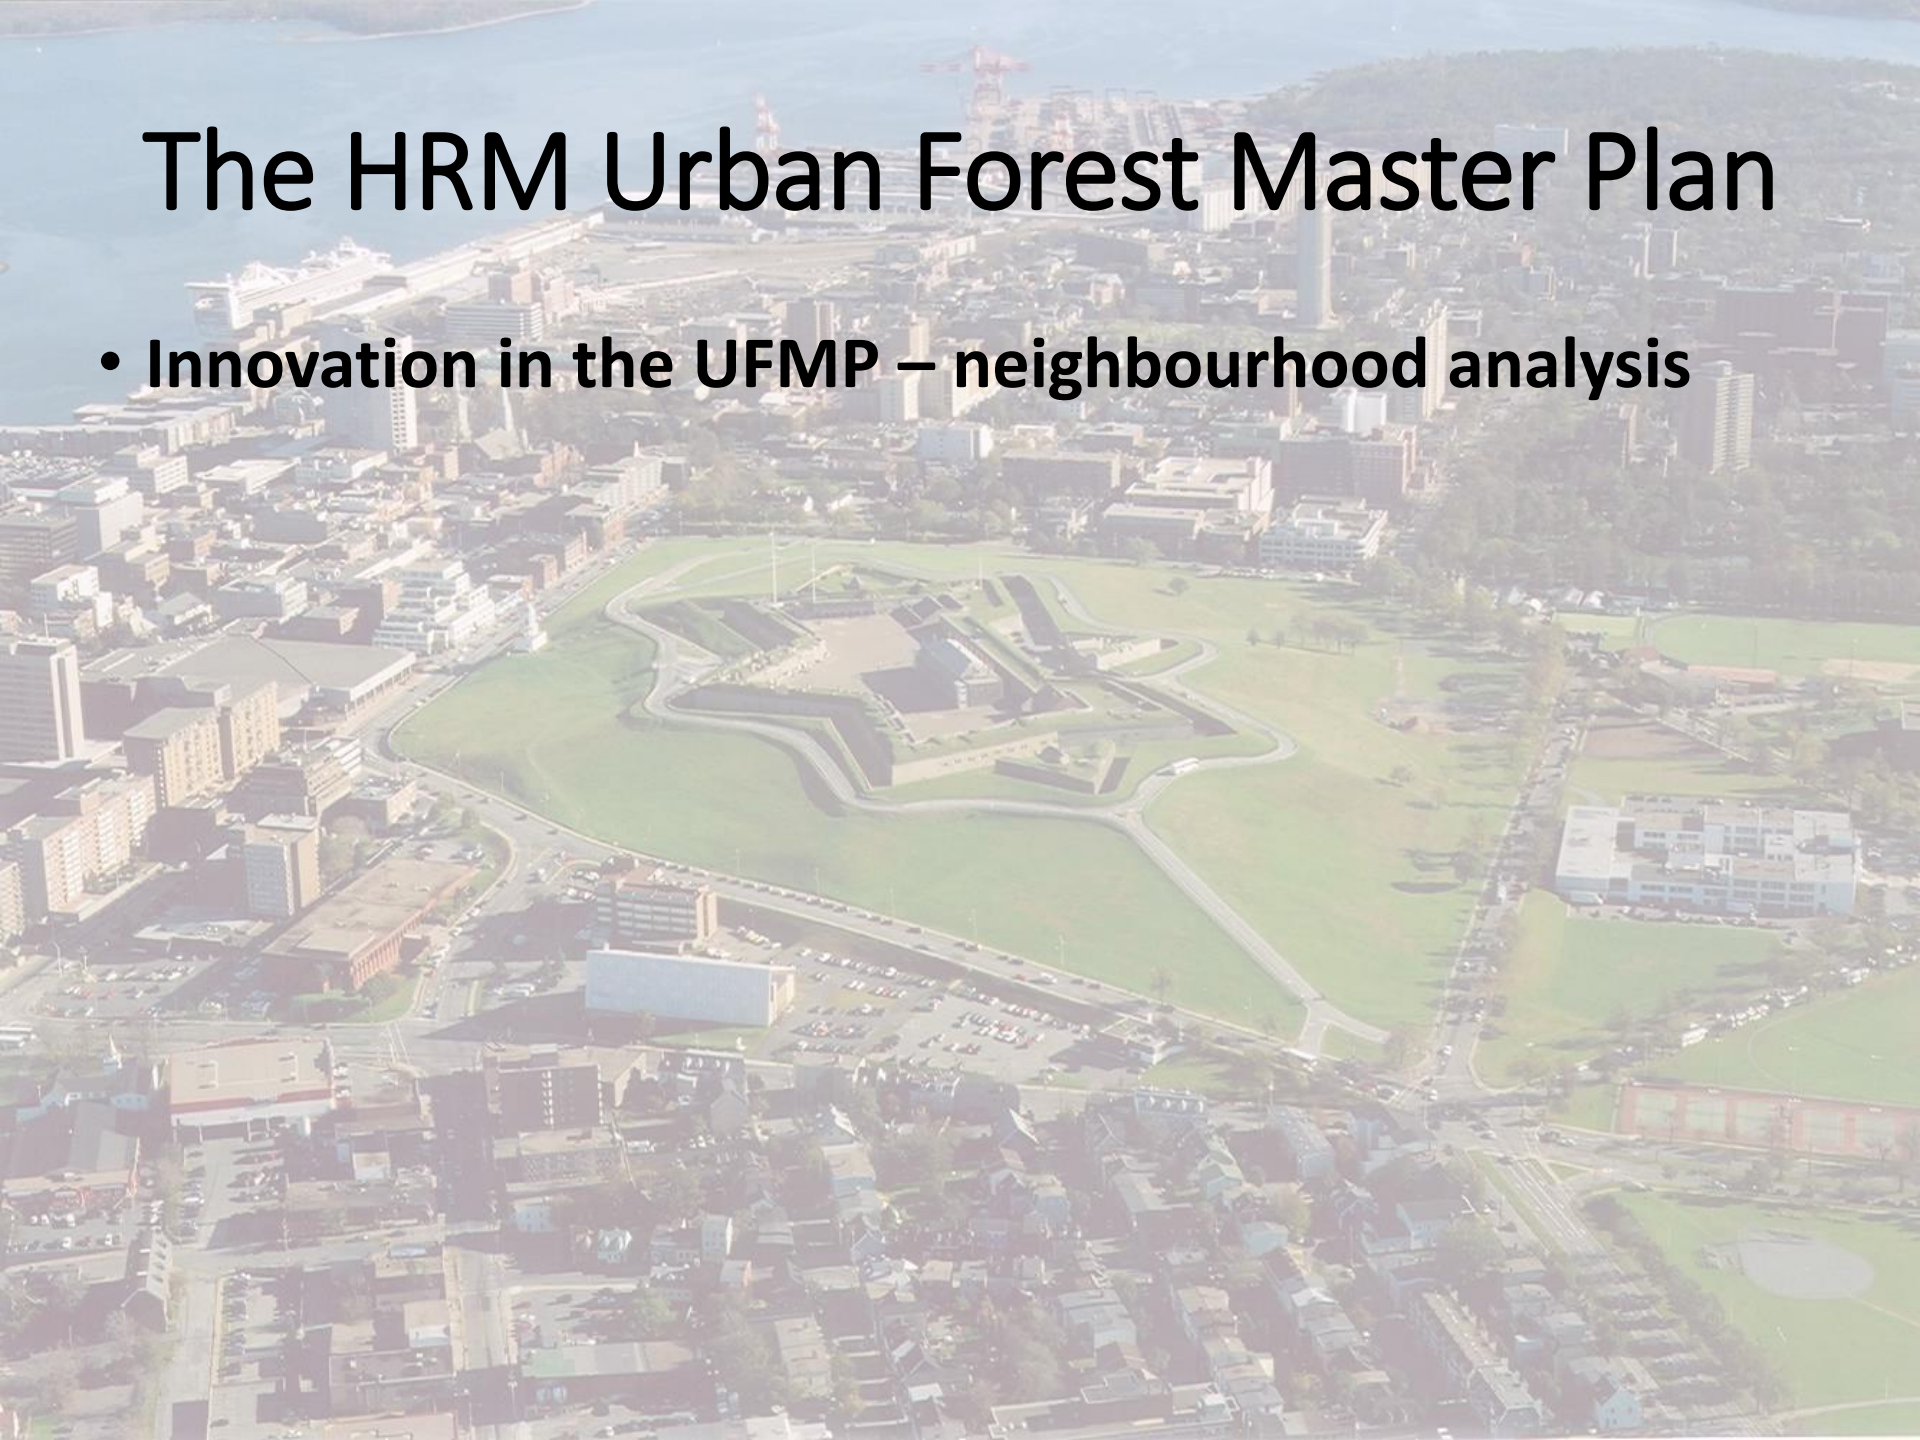 The HRM Urban Forest Master Plan
• Innovation in the UFMP – neighbourhood analysis